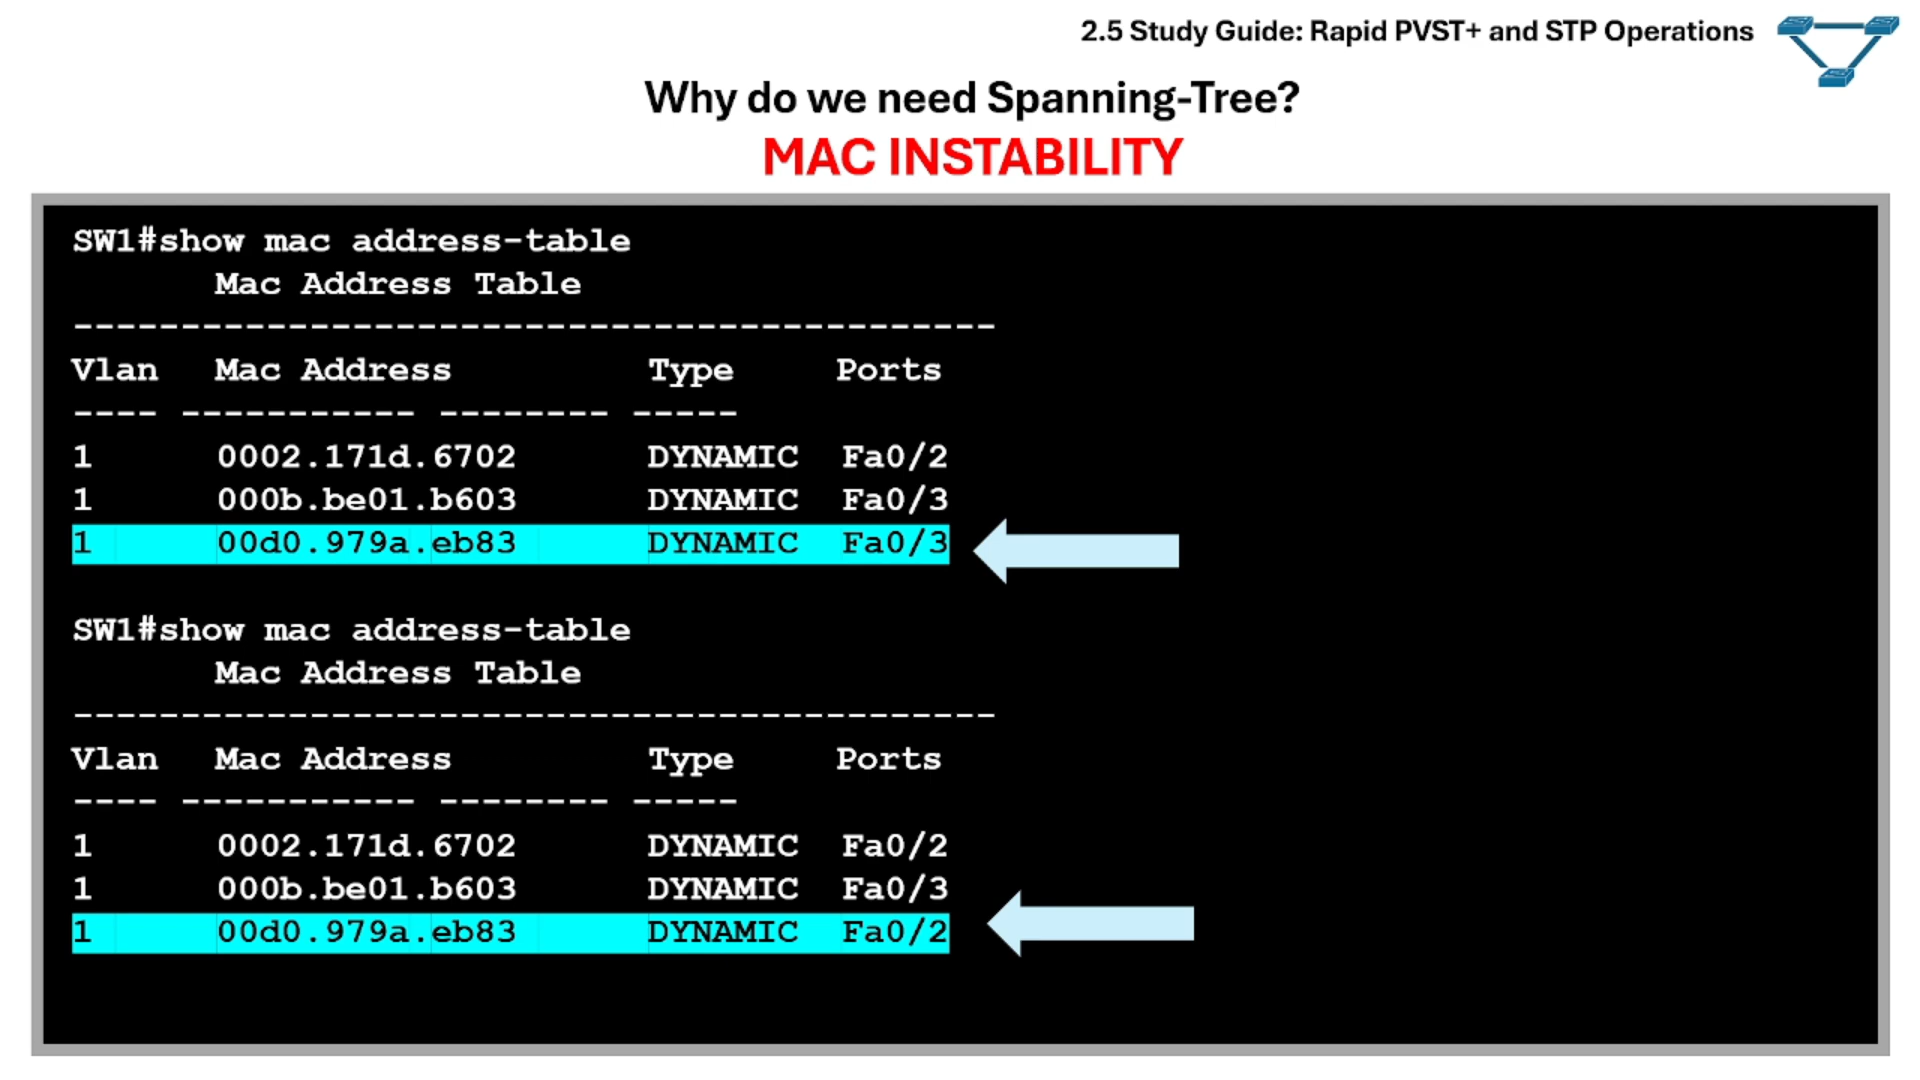 2.5 Study Guide: Rapid PVST+ and STP Operations
Why do we need Spanning-Tree?
MAC INSTABILITY
SW1#show mac address-table
Mac Address Table
-------------------------------------------
Vlan Mac Address Type Ports
---- ----------- -------- -----
1 0002.171d.6702 DYNAMIC Fa0/2
1 000b.be01.b603 DYNAMIC Fa0/3
1 00d0.979a.eb83 DYNAMIC Fa0/3
SW1#show mac address-table
Mac Address Table
-------------------------------------------
Vlan Mac Address Type Ports
---- ----------- -------- -----
1 0002.171d.6702 DYNAMIC Fa0/2
1 000b.be01.b603 DYNAMIC Fa0/3
1 00d0.979a.eb83 DYNAMIC Fa0/2